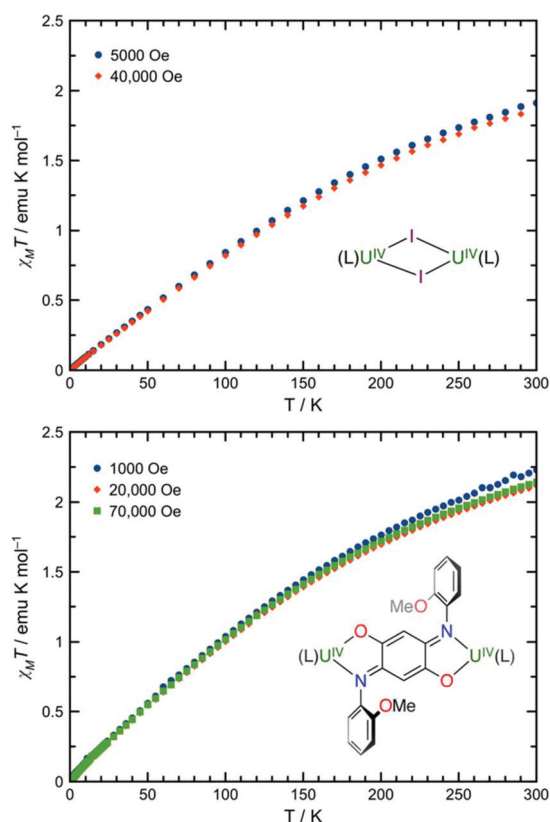 2.5
5000 Oe
40,000 Oe
2
1.5
χMT / emu K mol⁻¹
1
I
(L)Uᴵⱽ Uᴵⱽ(L)
I
0.5
0
0 50 100 150 200 250 300
T / K
2.5
1000 Oe
20,000 Oe
70,000 Oe
2
1.5
χMT / emu K mol⁻¹
MeO
1
O N
(L)Uᴵⱽ Uᴵⱽ(L)
N O
OMe
0.5
0
0 50 100 150 200 250 300
T / K